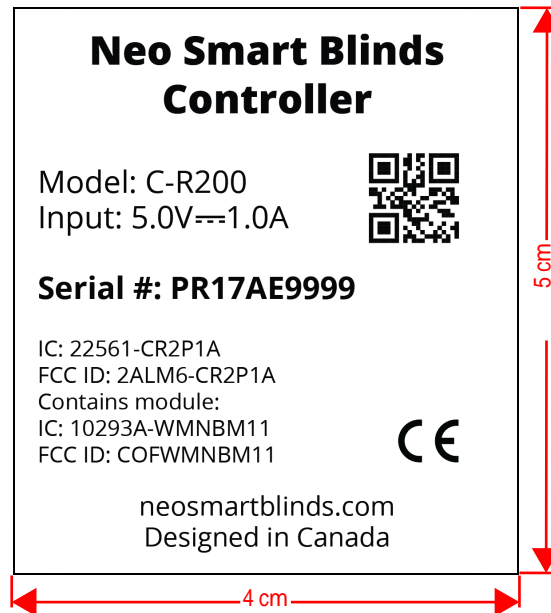 Neo Smart Blinds
Controller
Model: C-R200
Input: 5.0V⎓1.0A
Serial #: PR17AE9999
IC: 22561-CR2P1A
FCC ID: 2ALM6-CR2P1A
Contains module:
IC: 10293A-WMNBM11
FCC ID: COFWMNBM11
CE
neosmartblinds.com
Designed in Canada
5 cm
4 cm